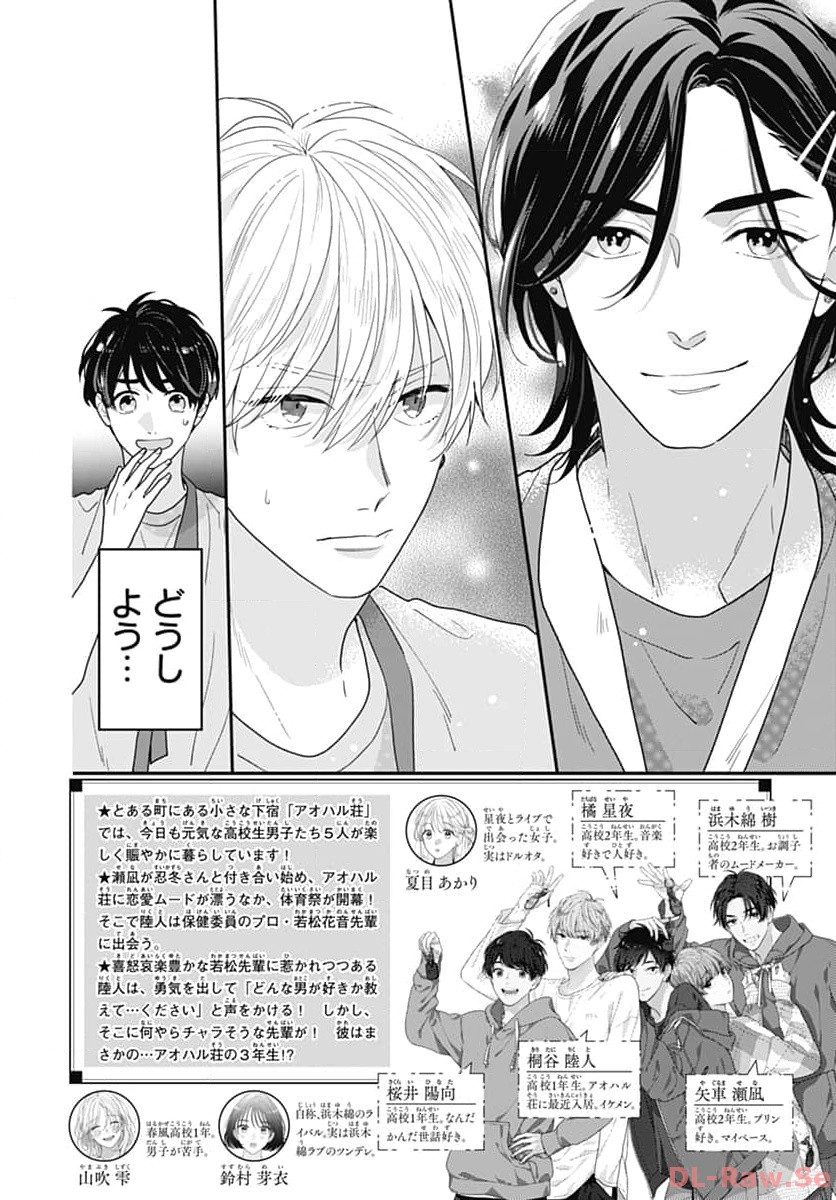 どうし
よう…
★とある町にある小さな下宿「アオハル荘」
では、今日も元気な高校生男子たち５人が楽
しく賑やかに暮らしています！
★瀬凪が忍冬さんと付き合い始め、アオハル
荘に恋愛ムードが漂うなか、体育祭が開幕！
そこで陸人は保健委員のプロ・若松花音先輩
に出会う。
★喜怒哀楽豊かな若松先輩に惹かれつつある
陸人は、勇気を出して「どんな男が好きか教
えて…ください」と声をかける！　しかし、
そこに何やらチャラそうな先輩が！　彼はま
さかの…アオハル荘の３年生!?
浜木綿 樹
高校2年生。お調子
者のムードメーカー。
橘 星夜
高校2年生。音楽
好きで人好き。
星夜とライブで
出会った女子。
実はドルオタ。
夏目 あかり
矢車 瀬凪
高校2年生。プリン
好き。マイペース。
桐谷 陸人
高校1年生。アオハル
荘に最近入居。イケメン。
桜井 陽向
高校1年生。なんだ
かんだ世話好き。
自称、浜木綿のラ
イバル。実は浜木
綿ラブのツンデレ。
鈴村 芽衣
春風高校1年。
男子が苦手。
山吹 雫
DL-Raw.Se